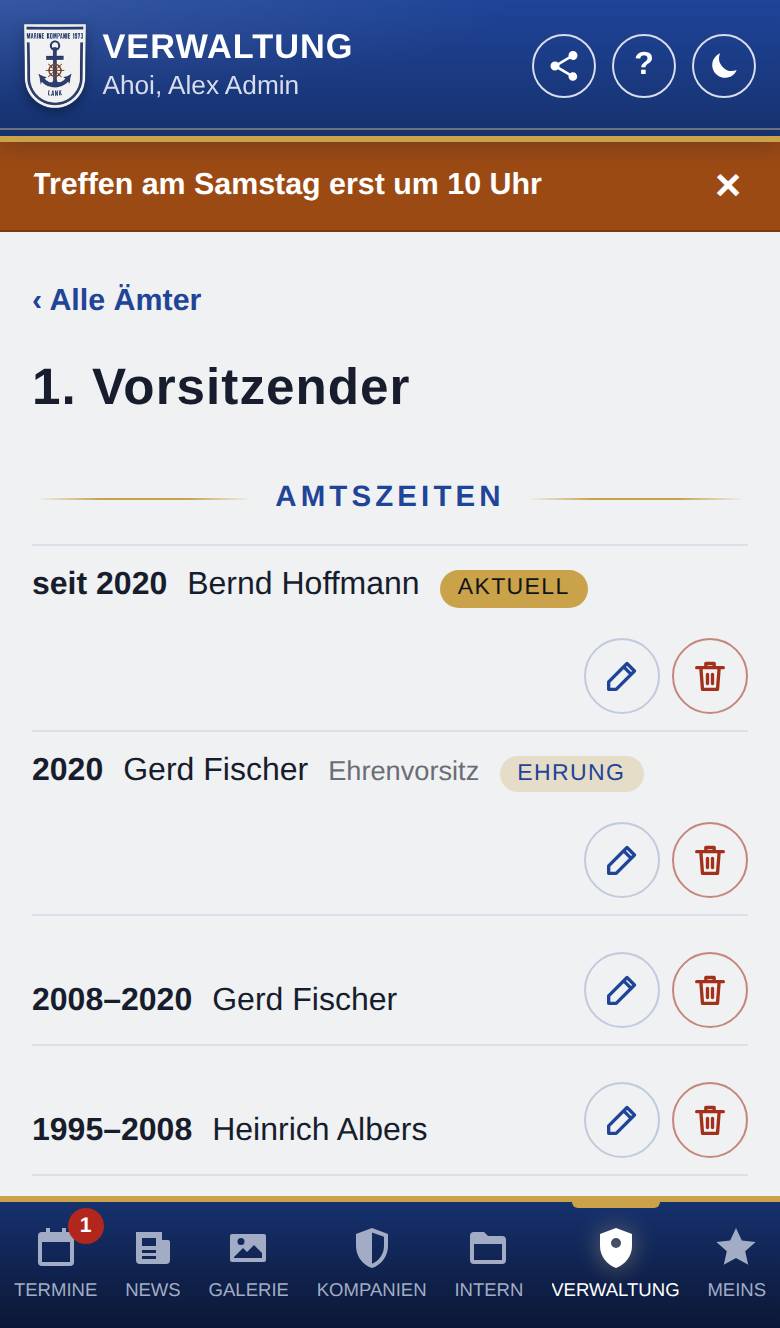 MARINE KOMPANIE 1973
LANK
VERWALTUNG
Ahoi, Alex Admin
?
Treffen am Samstag erst um 10 Uhr
×
‹ Alle Ämter
1. Vorsitzender
AMTSZEITEN
seit 2020 Bernd Hoffmann AKTUELL
2020 Gerd Fischer Ehrenvorsitz EHRUNG
2008–2020 Gerd Fischer
1995–2008 Heinrich Albers
1
TERMINE NEWS GALERIE KOMPANIEN INTERN VERWALTUNG MEINS